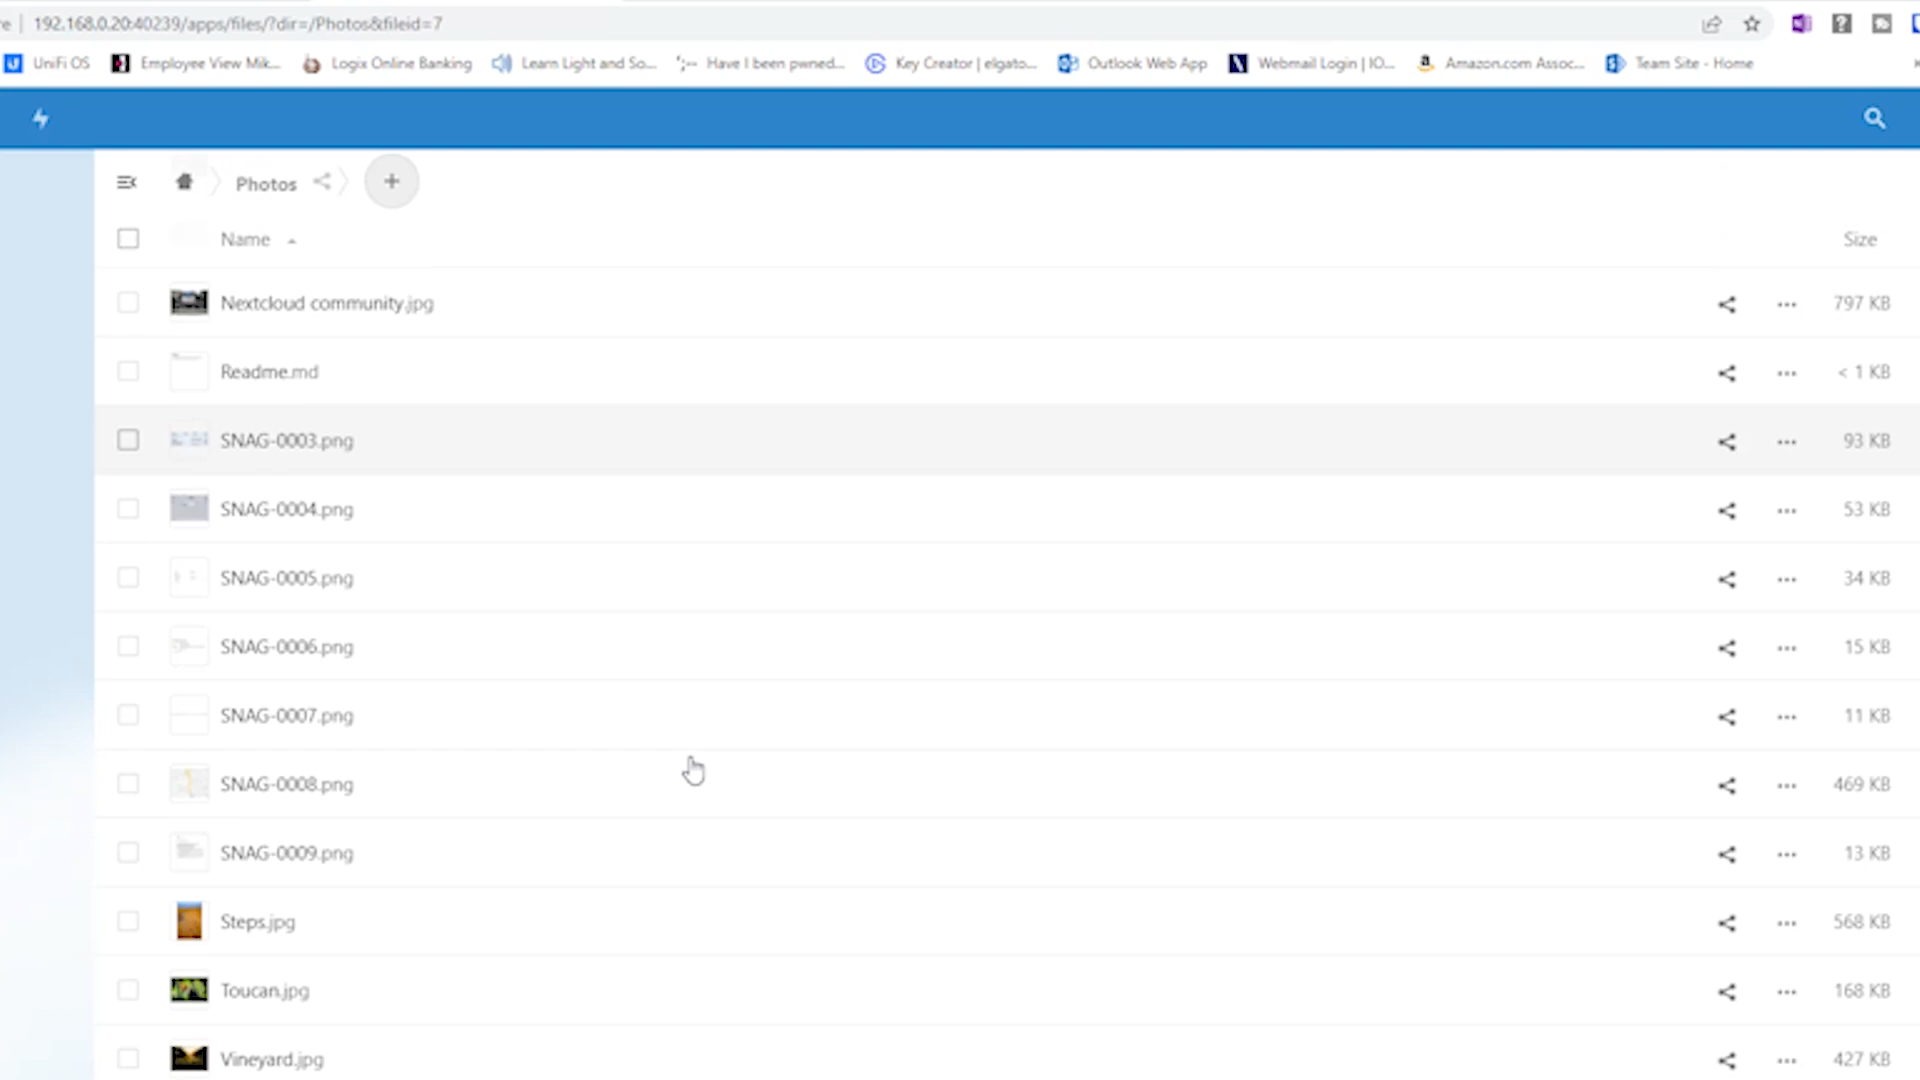 192.168.0.20:40239/apps/files/?dir=/Photos&fileid=7
UniFi OS Employee View Mik... Logix Online Banking Learn Light and So... Have I been pwned... Key Creator | elgato... Outlook Web App Webmail Login | IO... Amazon.com Assoc... Team Site - Home
Photos
Name Size
Nextcloud community.jpg 797 KB
Readme.md < 1 KB
SNAG-0003.png 93 KB
SNAG-0004.png 53 KB
SNAG-0005.png 34 KB
SNAG-0006.png 15 KB
SNAG-0007.png 11 KB
SNAG-0008.png 469 KB
SNAG-0009.png 13 KB
Steps.jpg 568 KB
Toucan.jpg 168 KB
Vineyard.jpg 427 KB